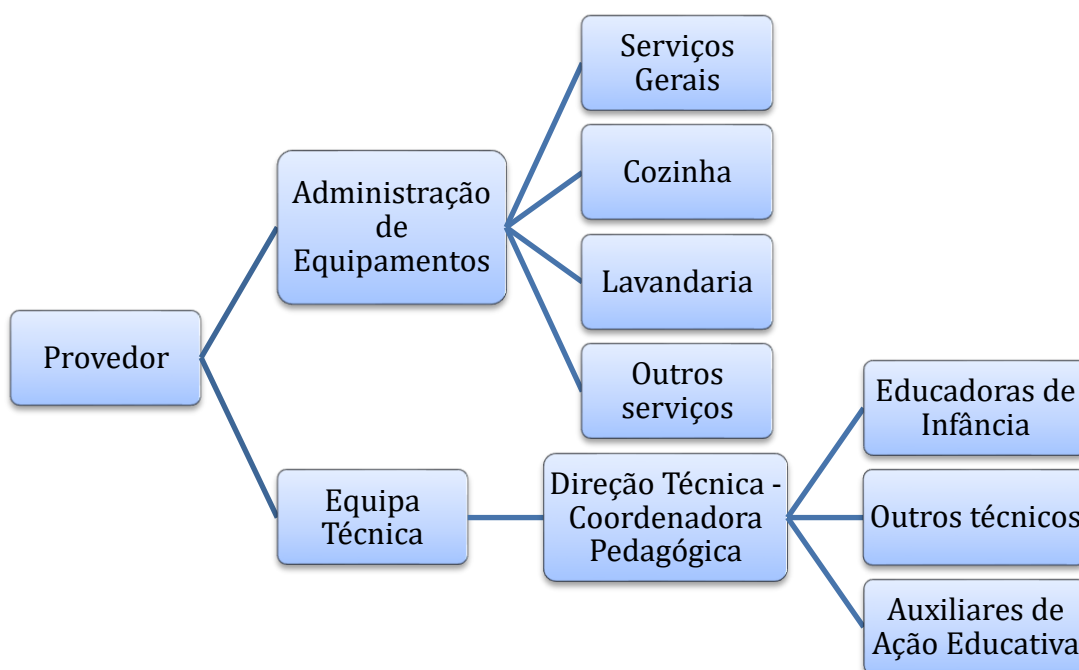 Provedor
Administração
de
Equipamentos
Serviços
Gerais
Cozinha
Lavandaria
Outros
serviços
Equipa
Técnica
Direção Técnica -
Coordenadora
Pedagógica
Educadoras de
Infância
Outros técnicos
Auxiliares de
Ação Educativa